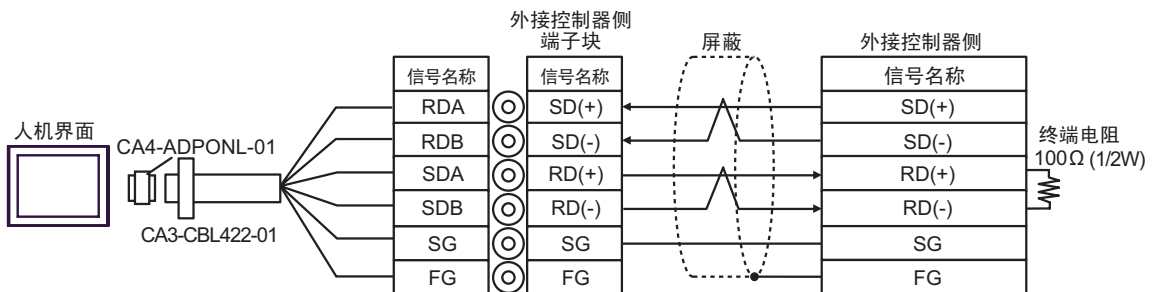 外接控制器侧
端子块
屏蔽
外接控制器侧
信号名称
信号名称
信号名称
RDA
SD(+)
SD(+)
人机界面
CA4-ADPONL-01
RDB
SD(-)
SD(-)
终端电阻
100Ω (1/2W)
SDA
RD(+)
RD(+)
SDB
RD(-)
RD(-)
CA3-CBL422-01
SG
SG
SG
FG
FG
FG